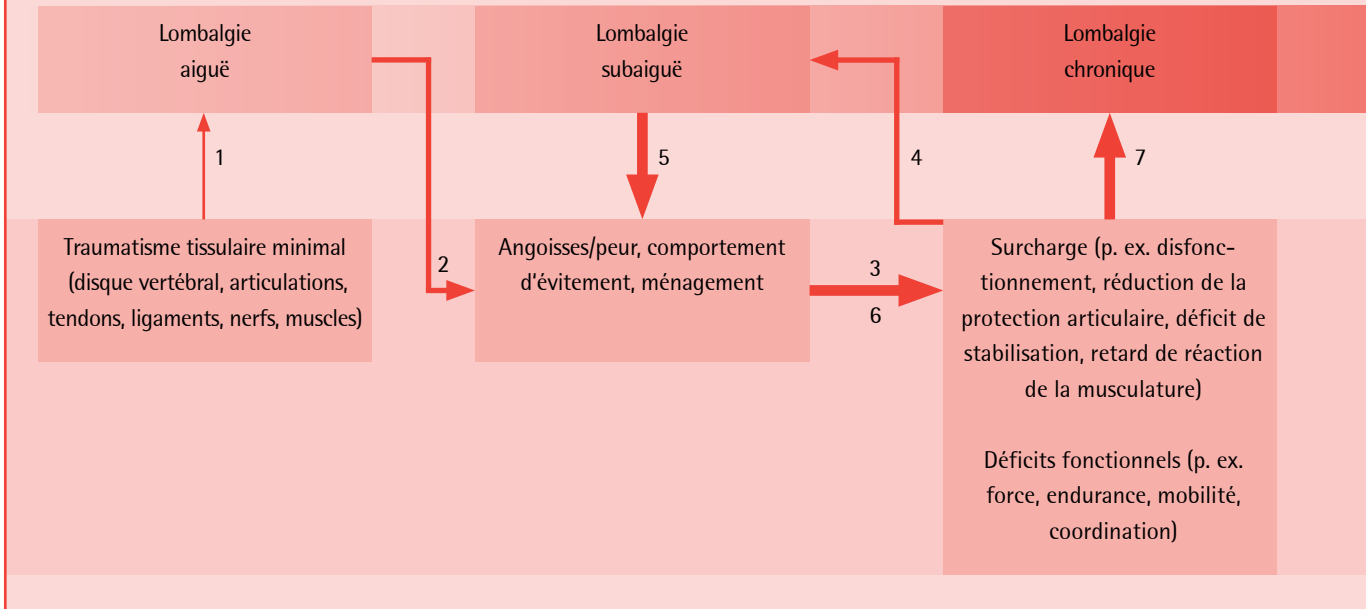 Lombalgie
aiguë
Lombalgie
subaiguë
Lombalgie
chronique
1
5
4
7
Traumatisme tissulaire minimal
(disque vertébral, articulations,
tendons, ligaments, nerfs, muscles)
2
Angoisses/peur, comportement
d'évitement, ménagement
3
6
Surcharge (p. ex. disfonc-
tionnement, réduction de la
protection articulaire, déficit de
stabilisation, retard de réaction
de la musculature)
Déficits fonctionnels (p. ex.
force, endurance, mobilité,
coordination)